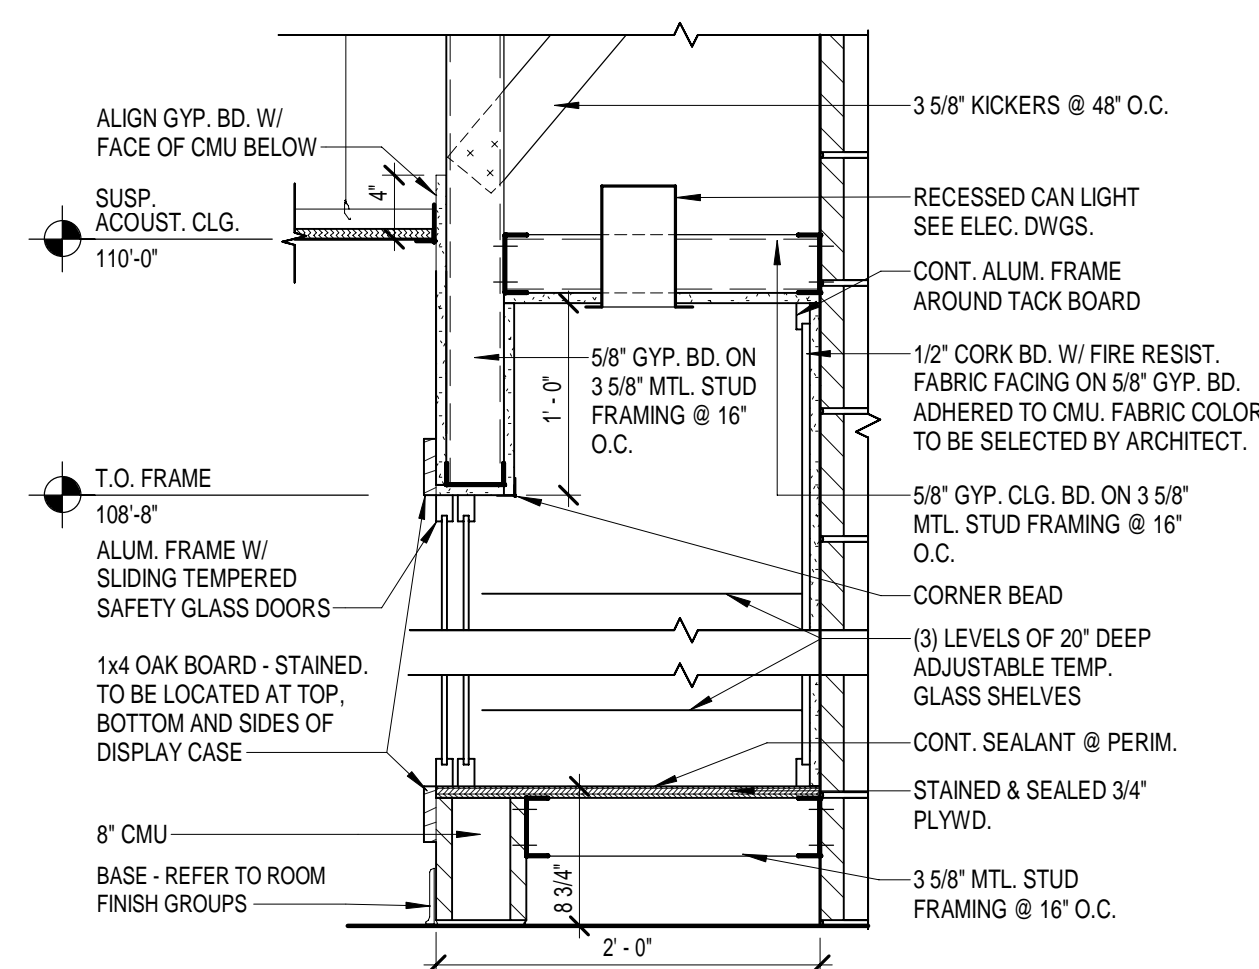 ALIGN GYP. BD. W/
FACE OF CMU BELOW
SUSP.
ACOUST. CLG.
110'-0"
4"
T.O. FRAME
108'-8"
ALUM. FRAME W/
SLIDING TEMPERED
SAFETY GLASS DOORS
1x4 OAK BOARD - STAINED.
TO BE LOCATED AT TOP,
BOTTOM AND SIDES OF
DISPLAY CASE
8" CMU
BASE - REFER TO ROOM
FINISH GROUPS
5/8" GYP. BD. ON
3 5/8" MTL. STUD
FRAMING @ 16"
O.C.
1' - 0"
8 3/4"
2' - 0"
3 5/8" KICKERS @ 48" O.C.
RECESSED CAN LIGHT
SEE ELEC. DWGS.
CONT. ALUM. FRAME
AROUND TACK BOARD
1/2" CORK BD. W/ FIRE RESIST.
FABRIC FACING ON 5/8" GYP. BD.
ADHERED TO CMU. FABRIC COLOR
TO BE SELECTED BY ARCHITECT.
5/8" GYP. CLG. BD. ON 3 5/8"
MTL. STUD FRAMING @ 16"
O.C.
CORNER BEAD
(3) LEVELS OF 20" DEEP
ADJUSTABLE TEMP.
GLASS SHELVES
CONT. SEALANT @ PERIM.
STAINED & SEALED 3/4"
PLYWD.
3 5/8" MTL. STUD
FRAMING @ 16" O.C.